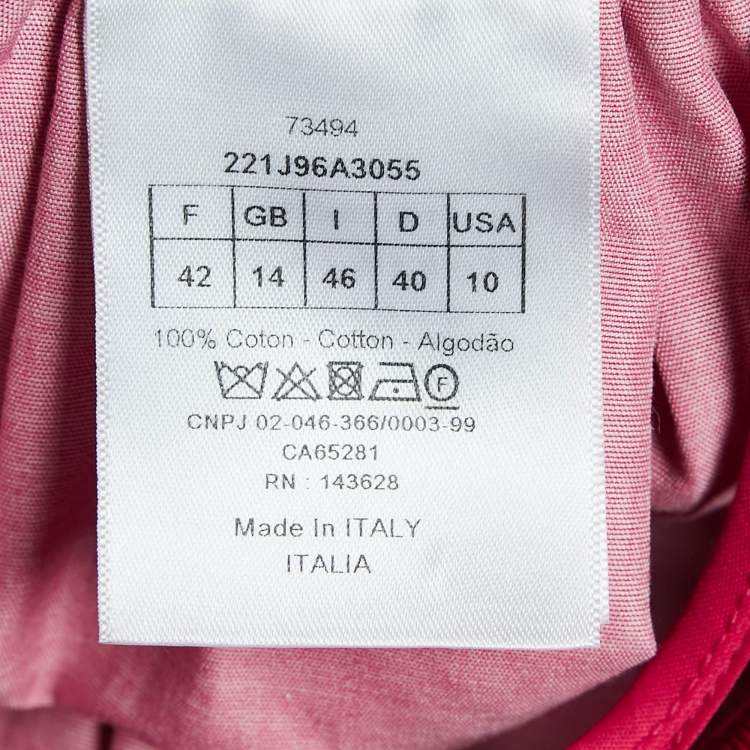 73494
221J96A3055
F GB I D USA
42 14 46 40 10
100% Coton - Cotton - Algodão
F
CNPJ 02-046-366/0003-99
CA65281
RN : 143628
Made In ITALY
ITALIA